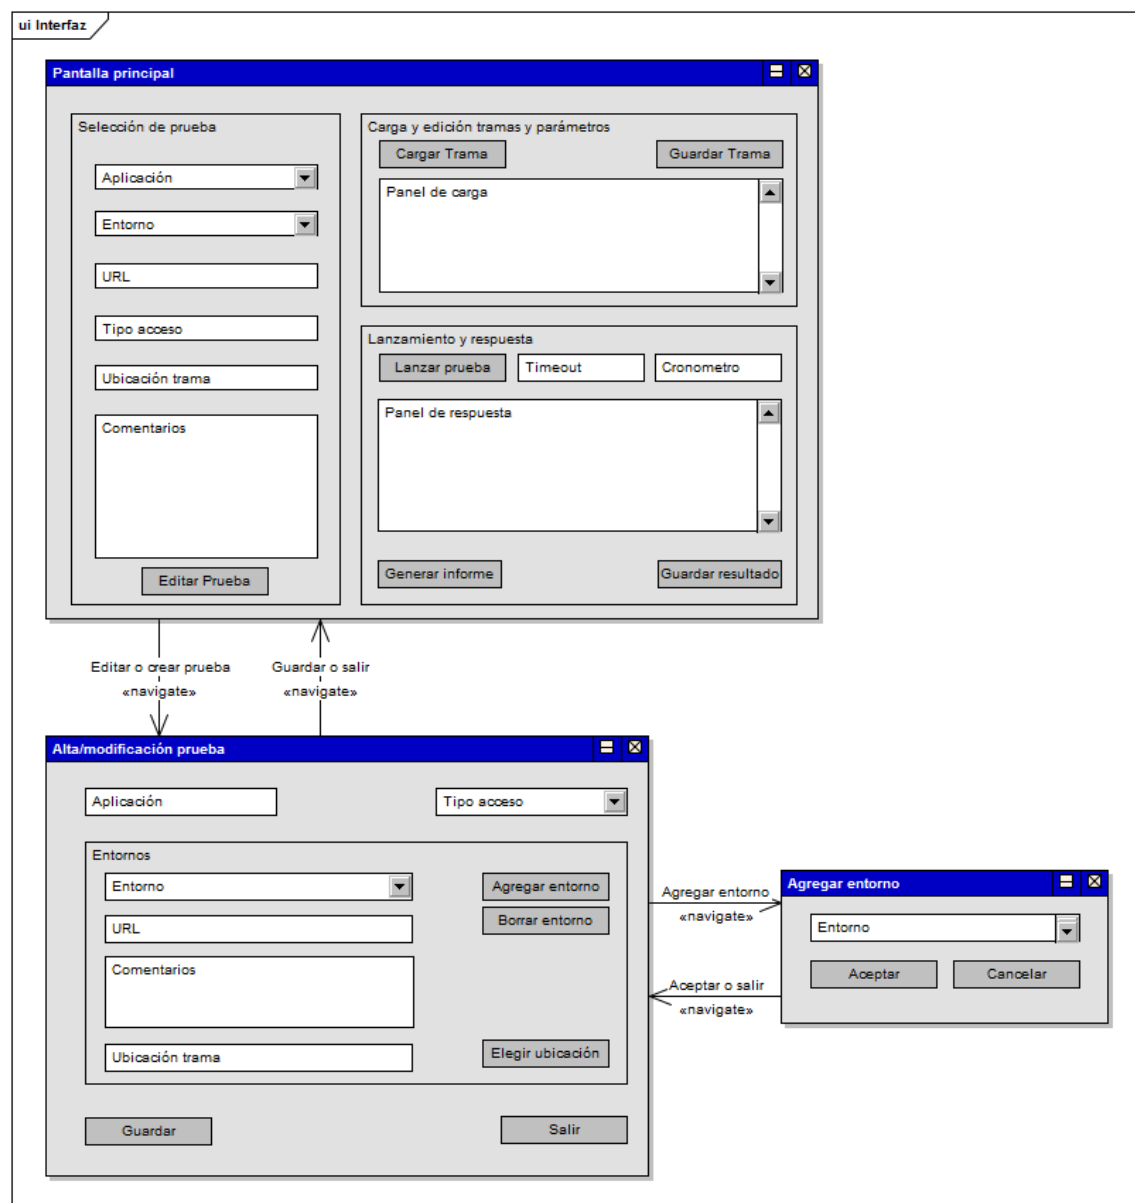 ui Interfaz
Pantalla principal
Selección de prueba
Aplicación
Entorno
URL
Tipo acceso
Ubicación trama
Comentarios
Editar Prueba
Carga y edición tramas y parámetros
Cargar Trama
Guardar Trama
Panel de carga
Lanzamiento y respuesta
Lanzar prueba
Timeout
Cronometro
Panel de respuesta
Generar informe
Guardar resultado
Editar o crear prueba
«navigate»
Guardar o salir
«navigate»
Alta/modificación prueba
Aplicación
Tipo acceso
Entornos
Entorno
Agregar entorno
URL
Borrar entorno
Comentarios
Ubicación trama
Elegir ubicación
Guardar
Salir
Agregar entorno
«navigate»
Aceptar o salir
«navigate»
Agregar entorno
Entorno
Aceptar
Cancelar